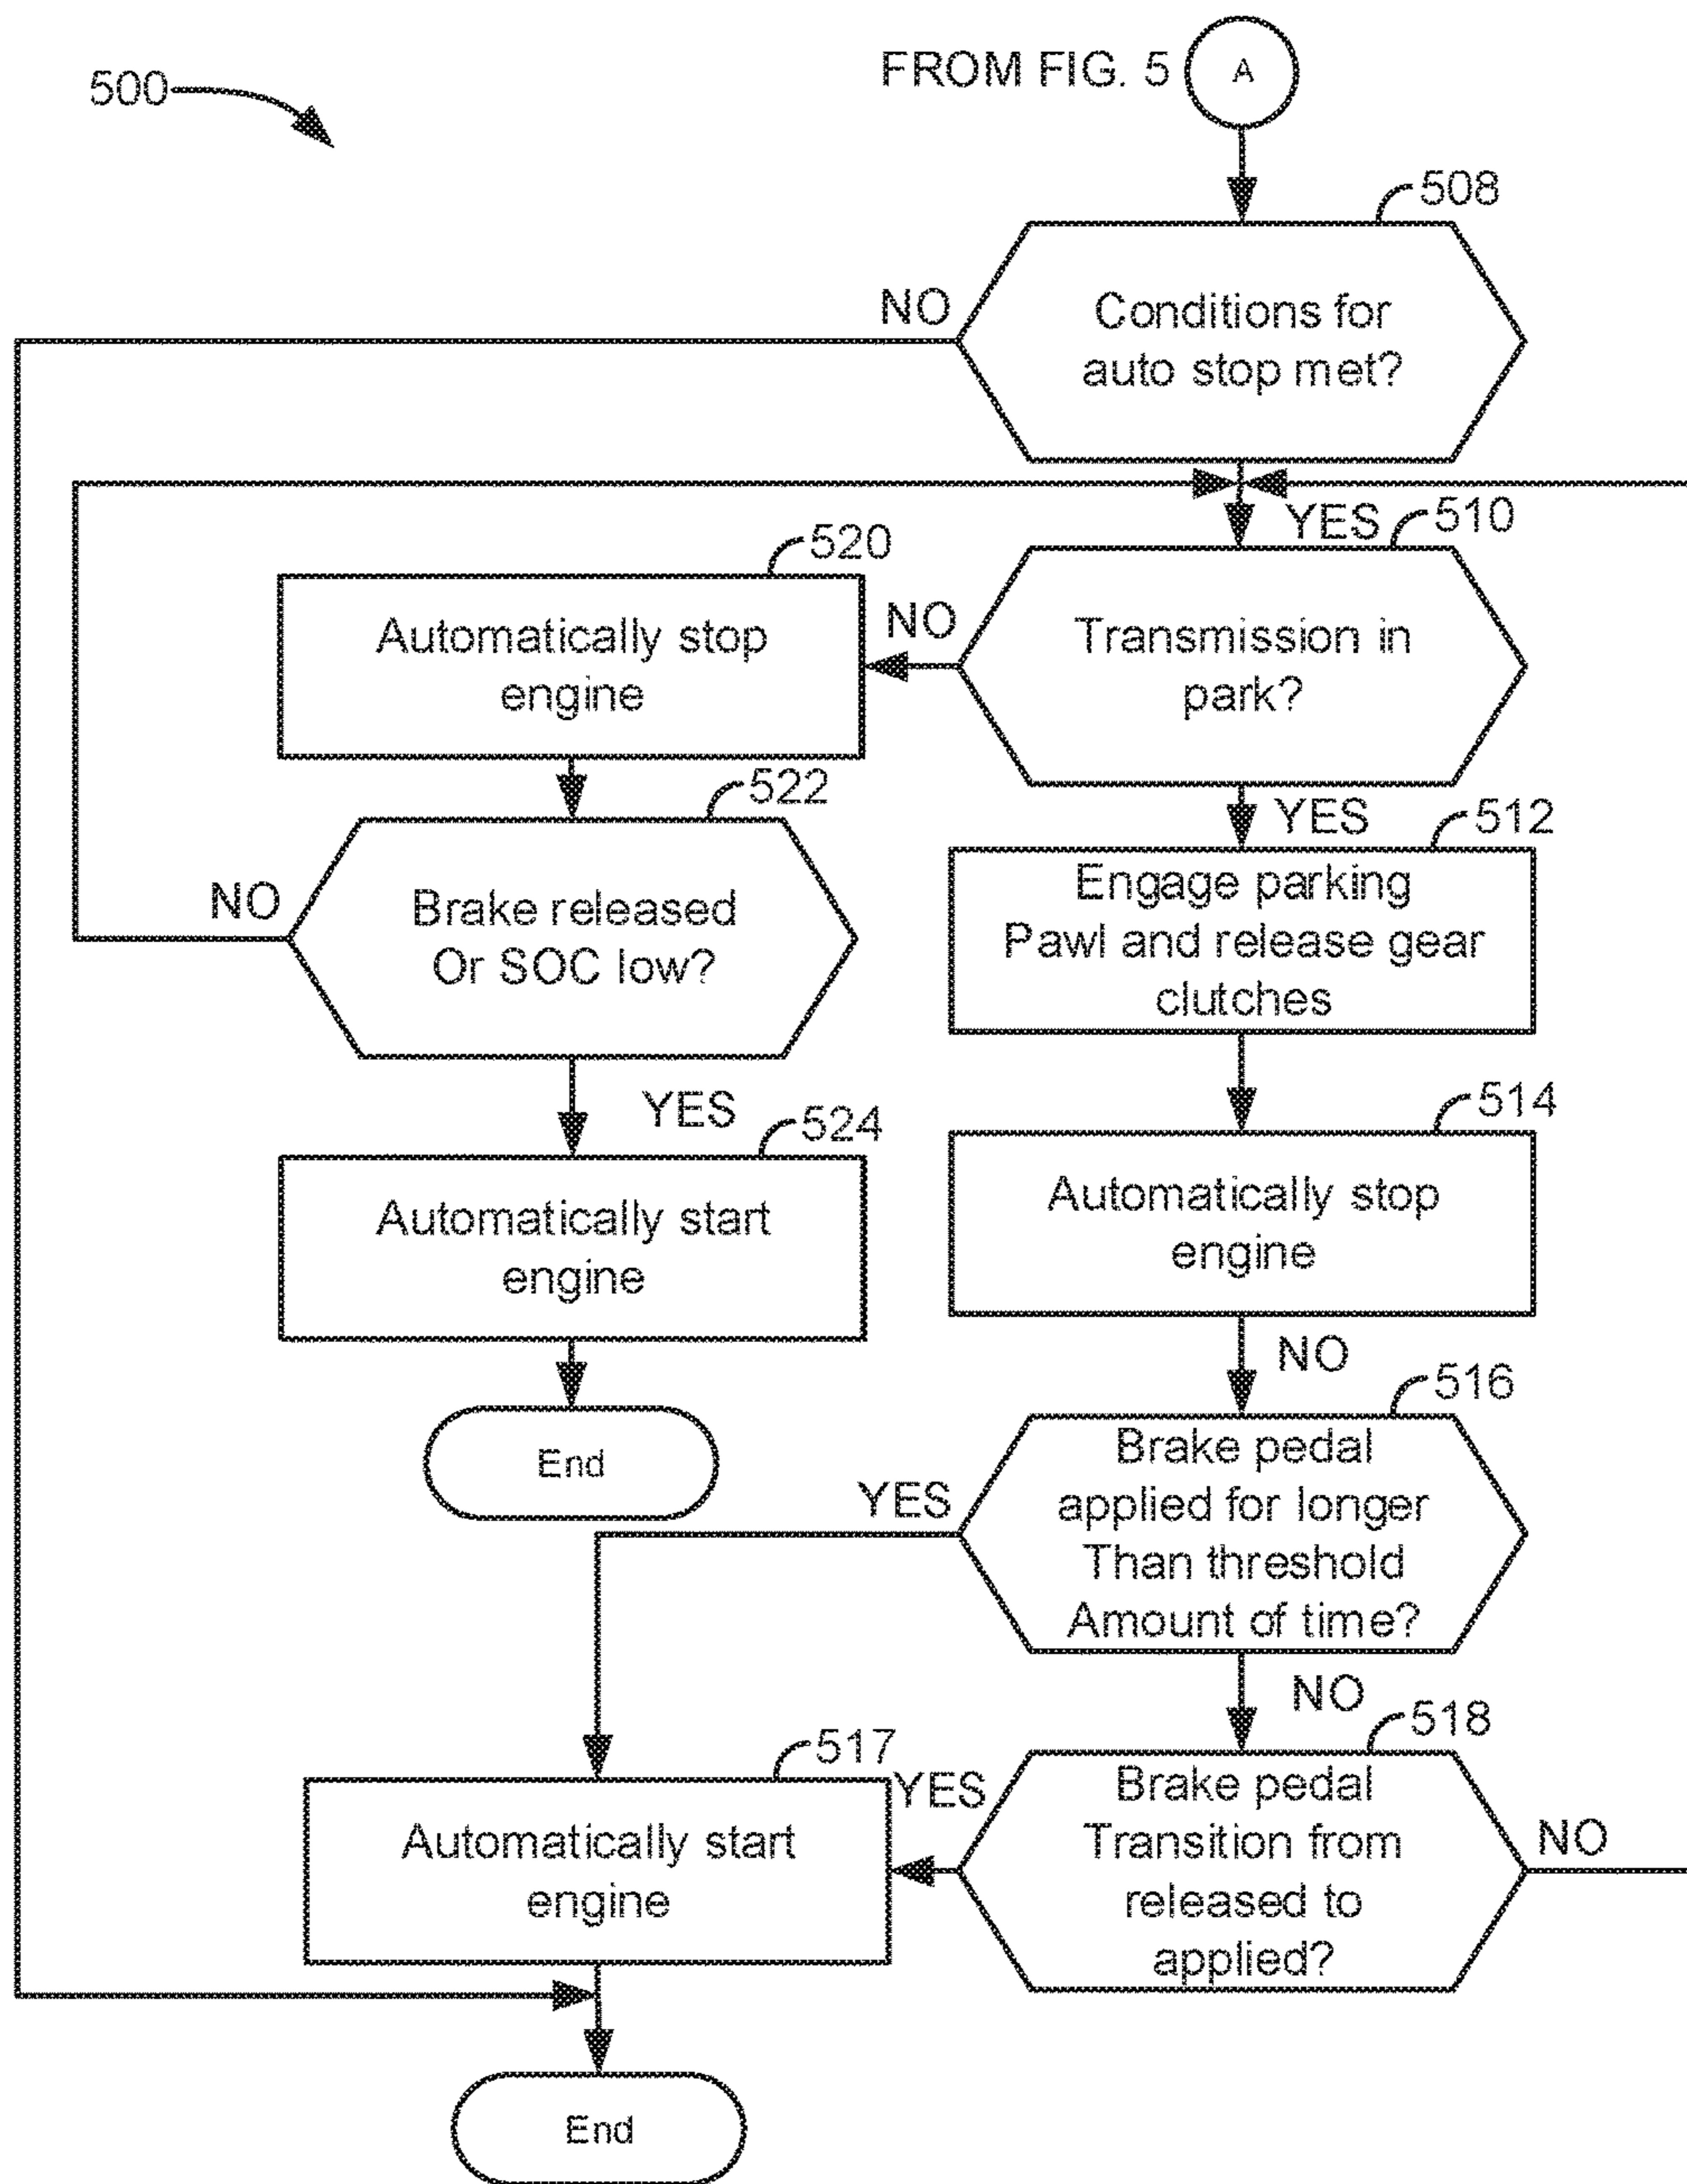 500
FROM FIG. 5
A
508
NO
Conditions for
auto stop met?
YES
510
520
Automatically stop
engine
NO
Transmission in
park?
522
YES
512
NO
Brake released
Or SOC low?
Engage parking
Pawl and release gear
clutches
YES
514
524
Automatically start
engine
Automatically stop
engine
NO
516
End
YES
Brake pedal
applied for longer
Than threshold
Amount of time?
NO
518
517
YES
Automatically start
engine
Brake pedal
Transition from
released to
applied?
NO
End